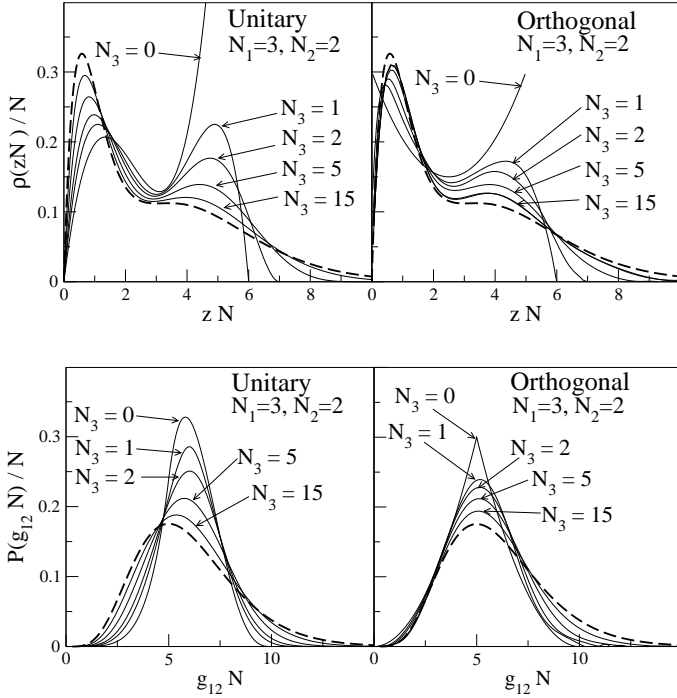 Unitary
N1=3, N2=2
N3 = 0
N3 = 1
N3 = 2
N3 = 5
N3 = 15
ρ(zN) / N
0
0.1
0.2
0.3
0
2
4
6
8
z N
Orthogonal
N1=3, N2=2
N3 = 0
N3 = 1
N3 = 2
N3 = 5
N3 = 15
0
2
4
6
8
z N
Unitary
N1=3, N2=2
N3 = 0
N3 = 1
N3 = 2
N3 = 5
N3 = 15
P(g12 N) / N
0
0.1
0.2
0.3
0
5
10
g12 N
Orthogonal
N1=3, N2=2
N3 = 0
N3 = 1
N3 = 2
N3 = 5
N3 = 15
0
5
10
g12 N